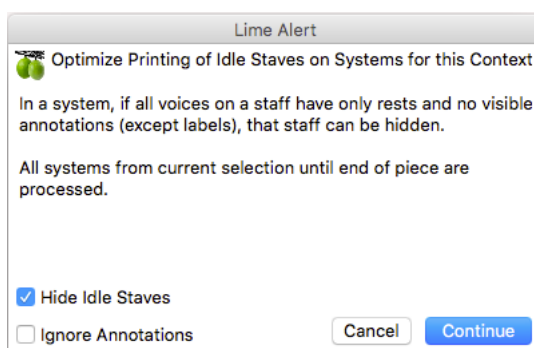 Lime Alert
Optimize Printing of Idle Staves on Systems for this Context
In a system, if all voices on a staff have only rests and no visible
annotations (except labels), that staff can be hidden.
All systems from current selection until end of piece are
processed.
Hide Idle Staves
Ignore Annotations
Cancel
Continue